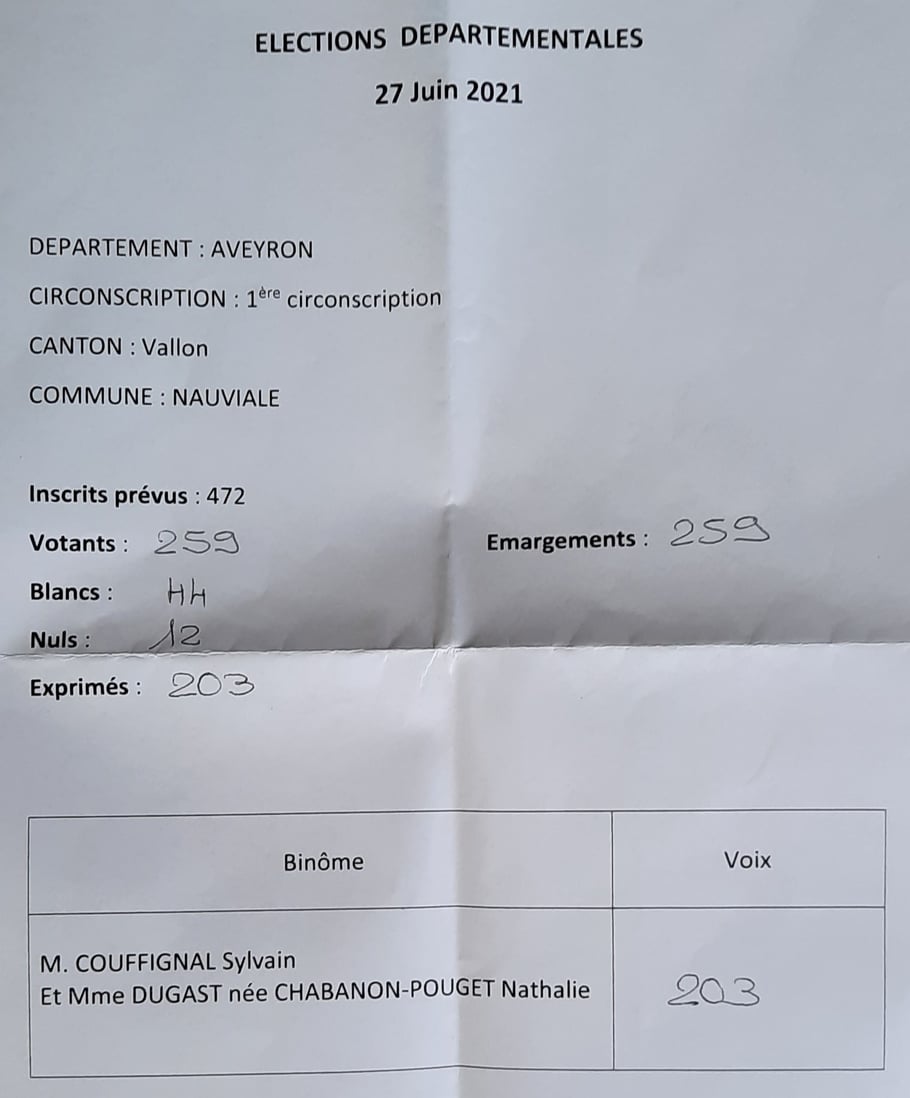 ELECTIONS DEPARTEMENTALES
27 Juin 2021
DEPARTEMENT : AVEYRON
CIRCONSCRIPTION : 1ère circonscription
CANTON : Vallon
COMMUNE : NAUVIALE
Inscrits prévus : 472
Votants : 259 Emargements : 259
Blancs : 44
Nuls : 12
Exprimés : 203
Binôme Voix
M. COUFFIGNAL Sylvain
Et Mme DUGAST née CHABANON-POUGET Nathalie 203